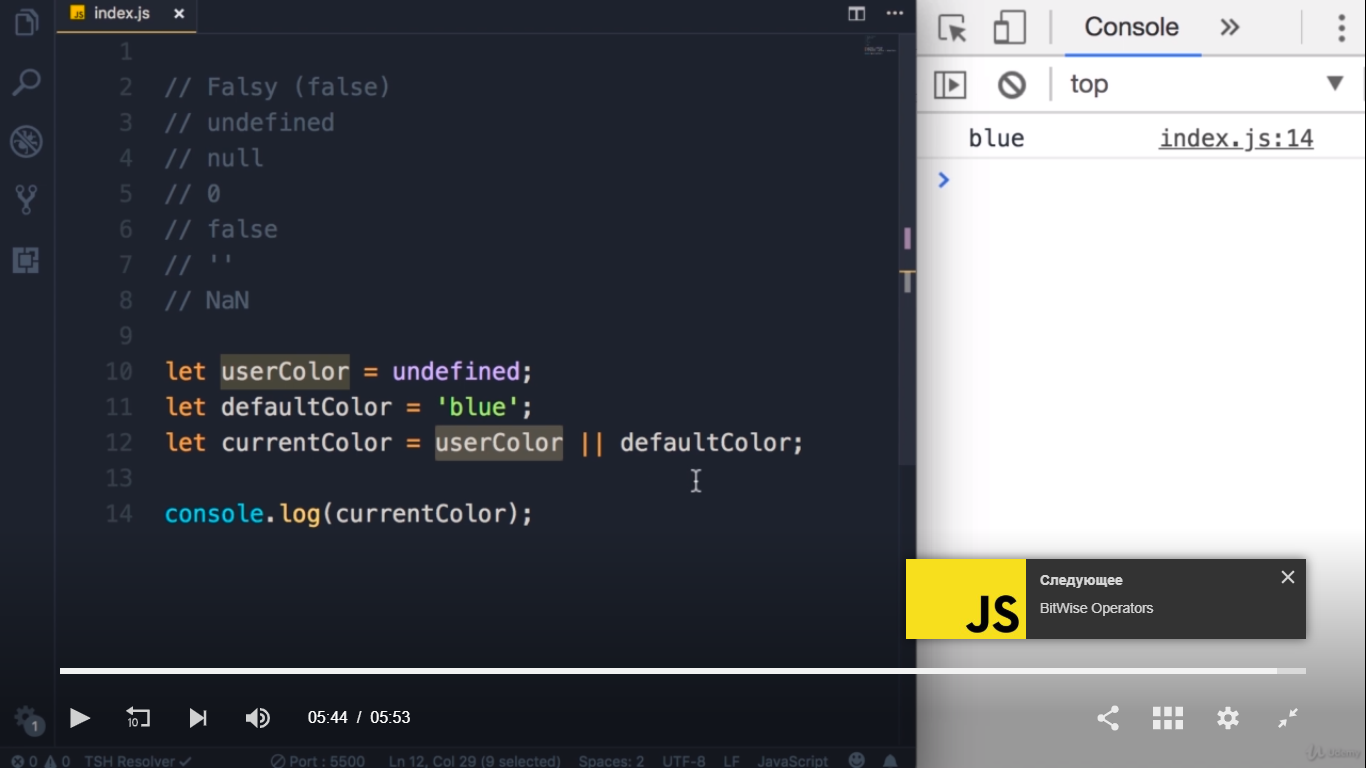 index.js
1
2 // Falsy (false)
3 // undefined
4 // null
5 // 0
6 // false
7 // ''
8 // NaN
9
10 let userColor = undefined;
11 let defaultColor = 'blue';
12 let currentColor = userColor || defaultColor;
13
14 console.log(currentColor);
Console
top
blue index.js:14
JS
Следующее
BitWise Operators
10
05:44 / 05:53
1
0 0 TSH Resolver Port : 5500 Ln 12, Col 29 (9 selected) Spaces: 2 UTF-8 LF JavaScript
Udemy